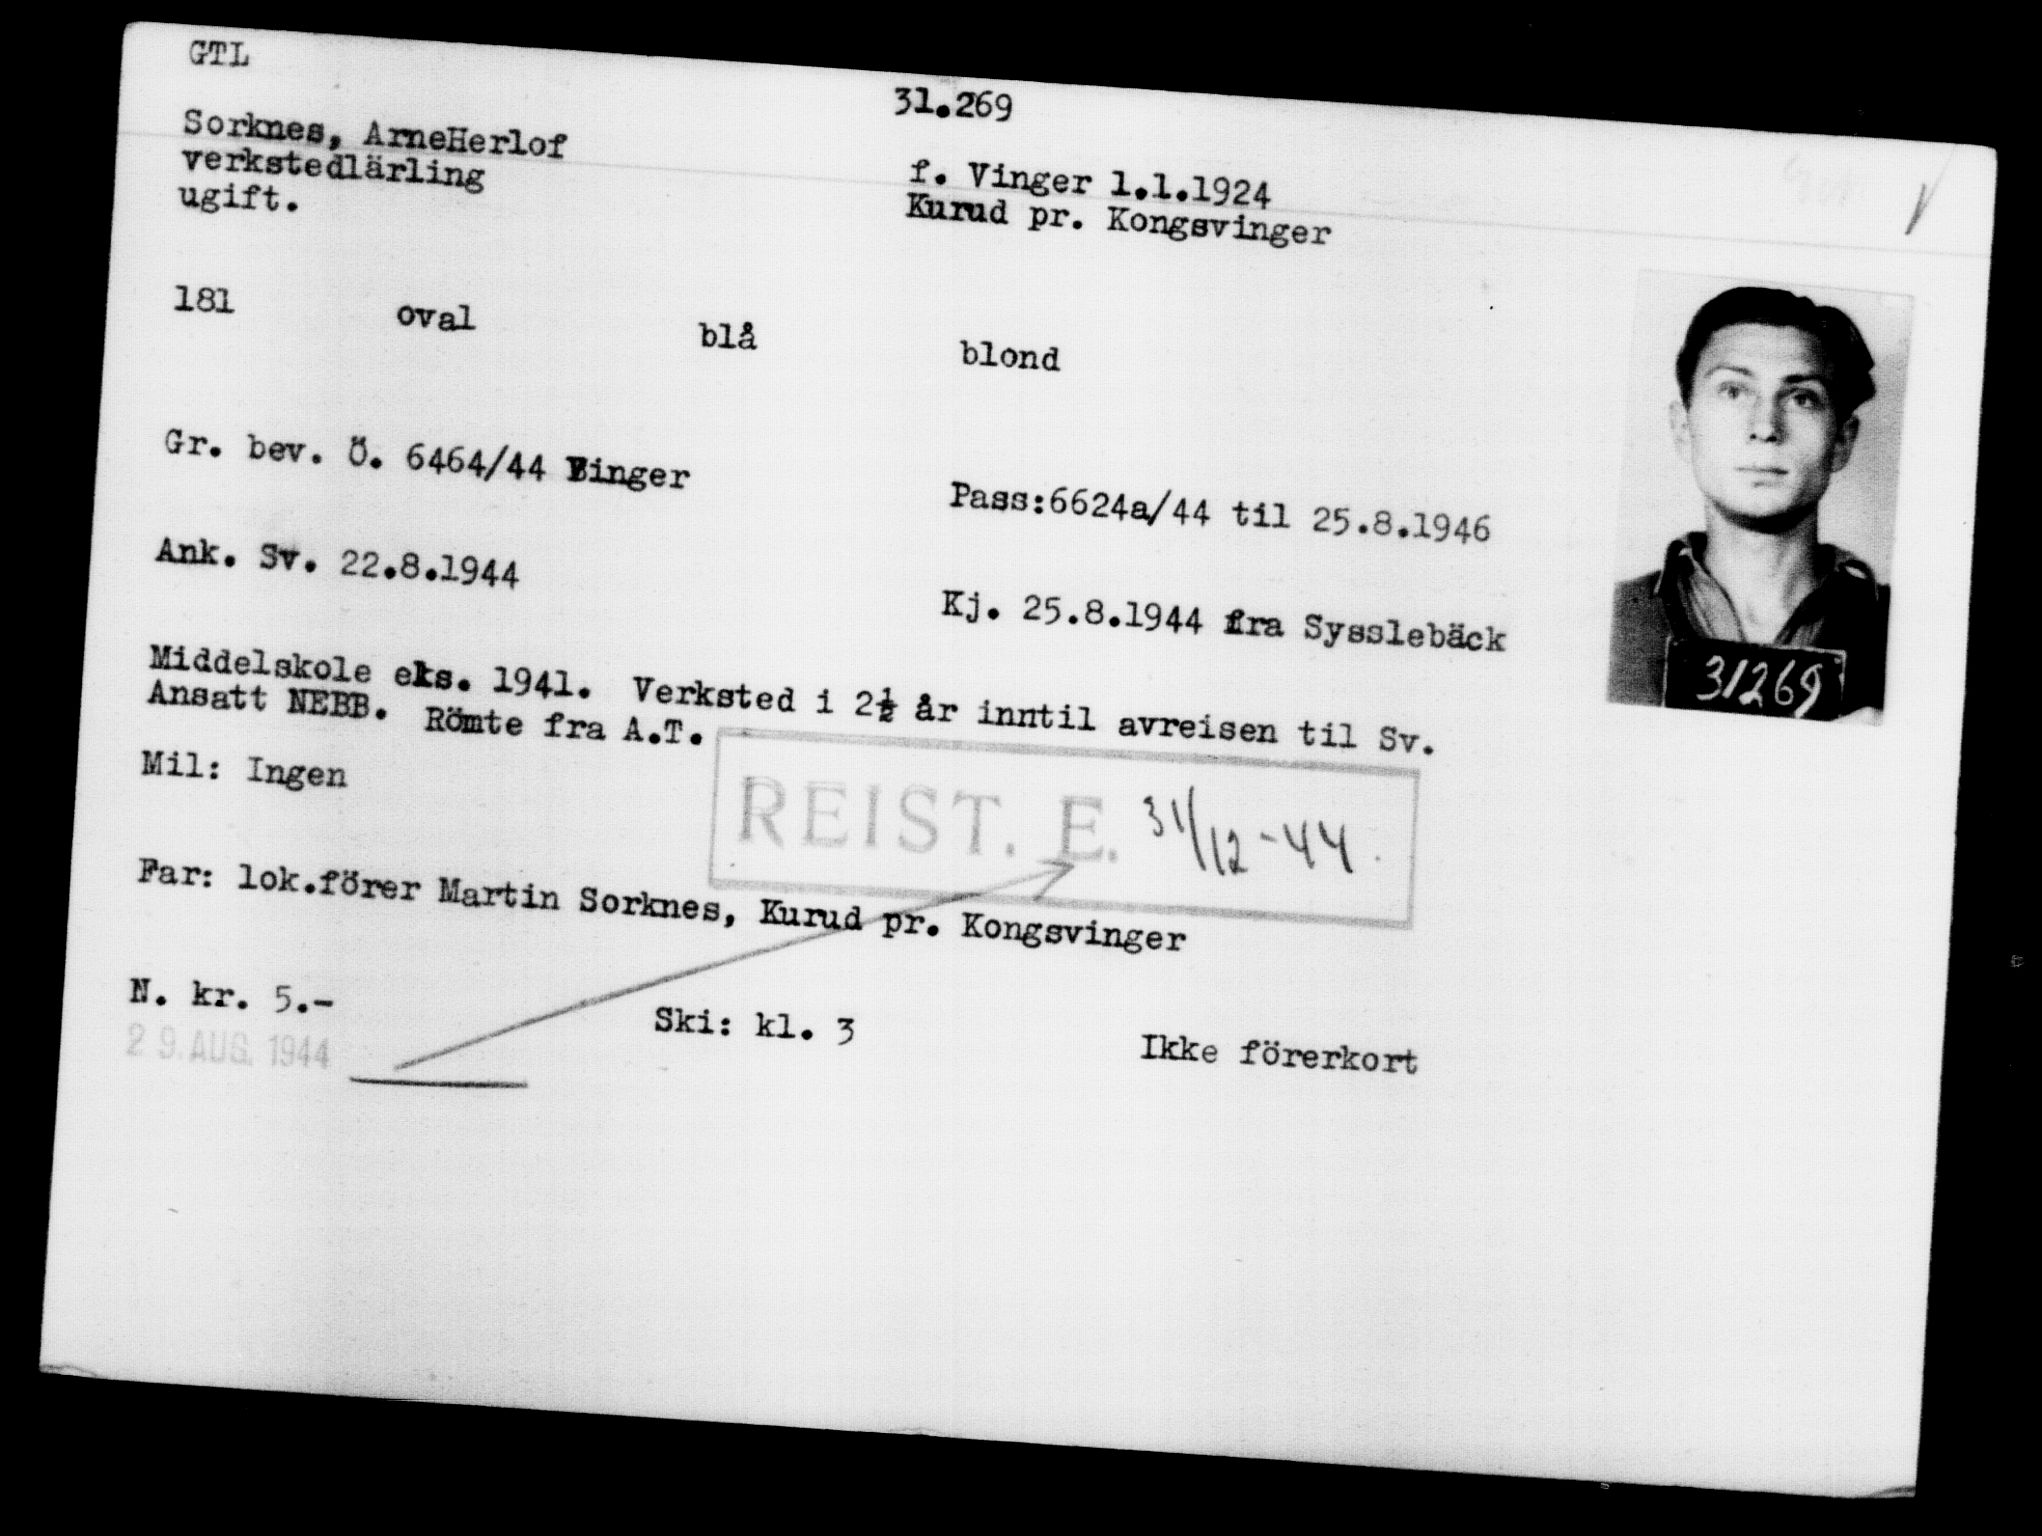 GTL
31.269
Sorknes, ArneHerlof
verkstedlärling
ugift.
f. Vinger 1.1.1924
Kurud pr. Kongsvinger
181 oval blå blond
Gr. bev. Ö. 6464/44 Vinger
Pass:6624a/44 til 25.8.1946
Ank. Sv. 22.8.1944
Kj. 25.8.1944 fra Sysslebäck
31269
Middelskole eks. 1941. Verksted i 2½ år inntil avreisen til Sv.
Ansatt NEBB. Römte fra A.T.
Mil: Ingen
REIST. E. 31/12-44.
Far: lok.förer Martin Sorknes, Kurud pr. Kongsvinger
N. kr. 5.-
Ski: kl. 3
Ikke förerkort
29. AUG. 1944